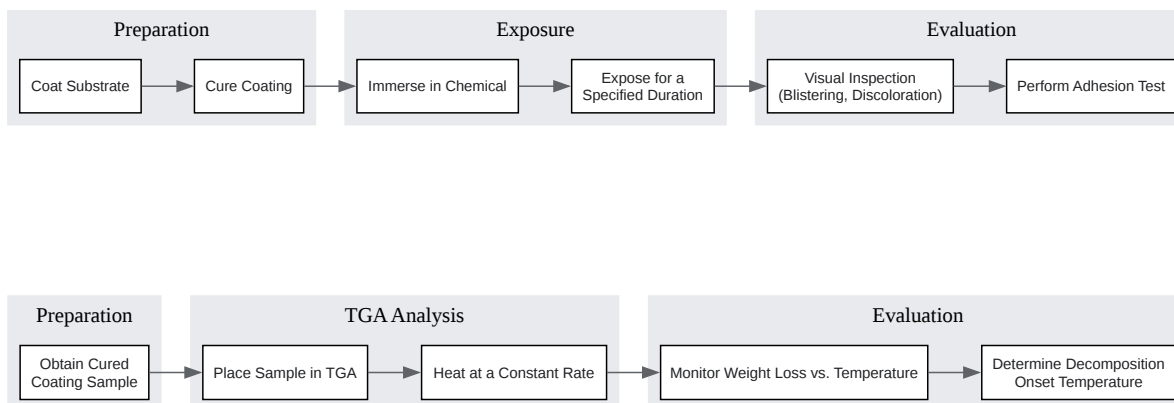 Preparation
Exposure
Evaluation
Coat Substrate
Cure Coating
Immerse in Chemical
Expose for a
Specified Duration
Visual Inspection
(Blistering, Discoloration)
Perform Adhesion Test
Preparation
TGA Analysis
Evaluation
Obtain Cured
Coating Sample
Place Sample in TGA
Heat at a Constant Rate
Monitor Weight Loss vs. Temperature
Determine Decomposition
Onset Temperature